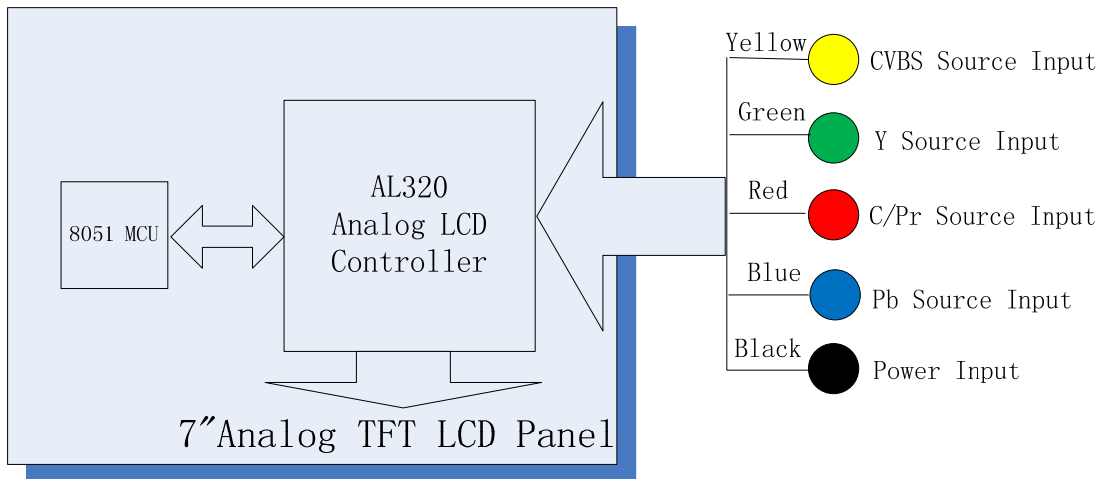 Yellow
CVBS Source Input
Green
Y Source Input
Red
C/Pr Source Input
Blue
Pb Source Input
Black
Power Input
8051 MCU
AL320
Analog LCD
Controller
7"Analog TFT LCD Panel